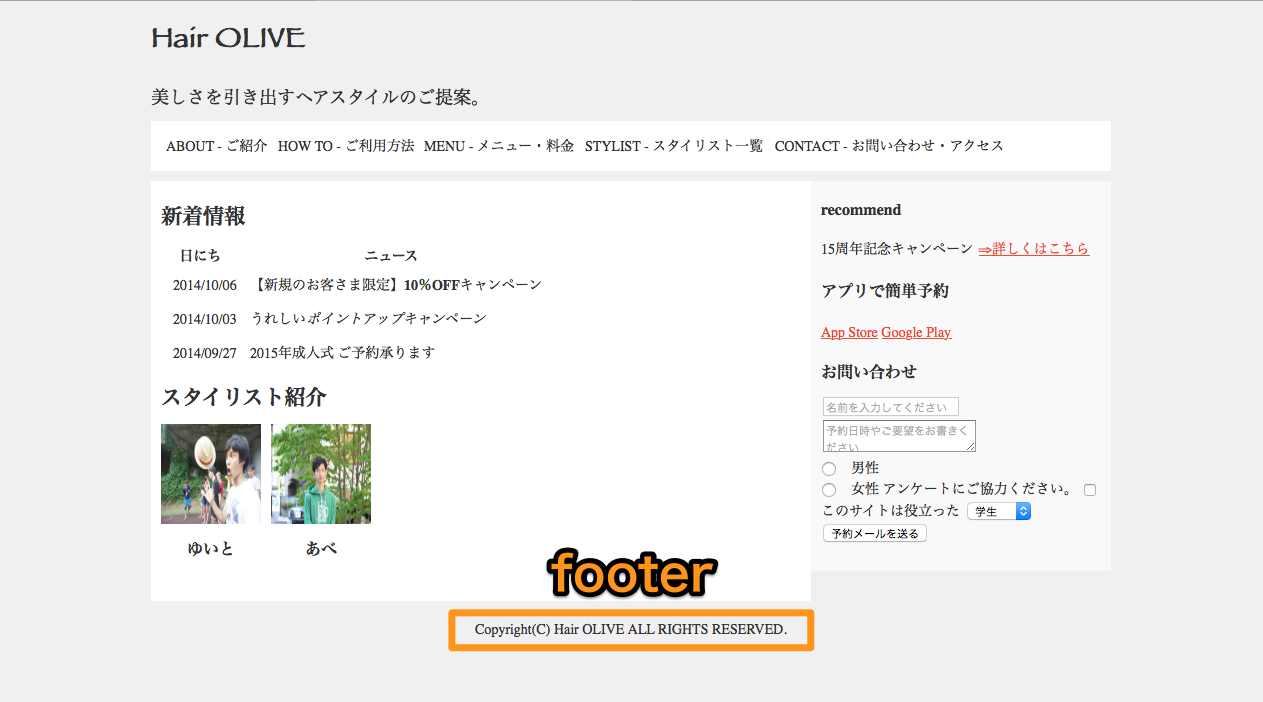 Hair OLIVE
美しさを引き出すヘアスタイルのご提案。
ABOUT - ご紹介 HOW TO - ご利用方法 MENU - メニュー・料金 STYLIST - スタイリスト一覧 CONTACT - お問い合わせ・アクセス
新着情報
日にち ニュース
2014/10/06 【新規のお客さま限定】10%OFFキャンペーン
2014/10/03 うれしいポイントアップキャンペーン
2014/09/27 2015年成人式 ご予約承ります
スタイリスト紹介
ゆいと あべ
recommend
15周年記念キャンペーン ⇒詳しくはこちら
アプリで簡単予約
App Store Google Play
お問い合わせ
名前を入力してください
予約日時やご要望をお書きく
ださい
男性
女性 アンケートにご協力ください。
このサイトは役立った 学生
予約メールを送る
footer
Copyright(C) Hair OLIVE ALL RIGHTS RESERVED.